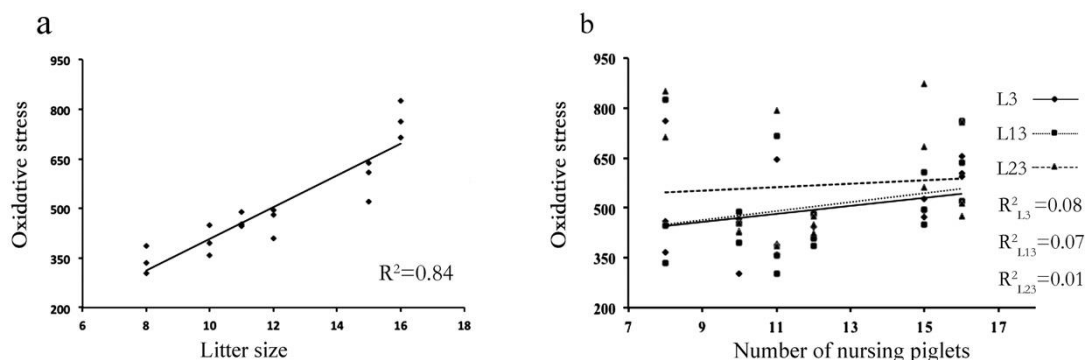 a
Oxidative stress
950
800
650
500
350
200
R²=0.84
6 8 10 12 14 16 18
Litter size
b
Oxidative stress
950
800
650
500
350
200
L3
L13
L23
R²L3=0.08
R²L13=0.07
R²L23=0.01
7 9 11 13 15 17
Number of nursing piglets